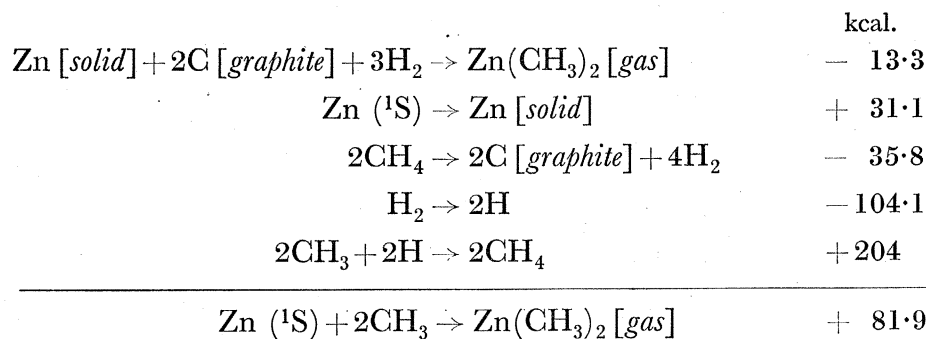 kcal.
Zn [solid]+2C [graphite]+3H₂ → Zn(CH₃)₂ [gas] − 13·3
Zn (¹S) → Zn [solid] + 31·1
2CH₄ → 2C [graphite]+4H₂ − 35·8
H₂ → 2H −104·1
2CH₃+2H → 2CH₄ +204
Zn (¹S)+2CH₃ → Zn(CH₃)₂ [gas] + 81·9